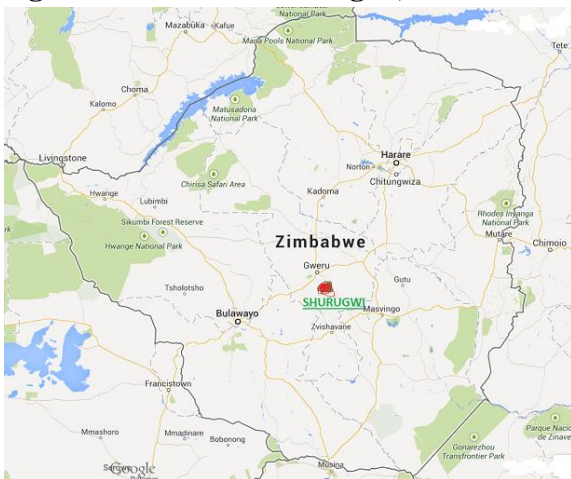 Mazabuka
Kafue
National Park
Mana Pools National Park
Tete
Choma
Kalomo
Matusadona
National Park
Livingstone
Harare
Norton
Chitungwiza
Chirisa Safari Area
Hwange
Lubimbi
Kadoma
Rhodes Inyanga
National Park
Sikumbi Forest Reserve
Hwange National Park
Mutare
Chimoio
Zimbabwe
Gweru
Tsholotsho
Gutu
SHURUGWI
Bulawayo
Masvingo
Zvishavane
Francistown
Mmashoro
Mmadinare
Bobonong
Parque Nacio
de Zinave
Gonarezhou
Transfrontier Park
Google
Musina